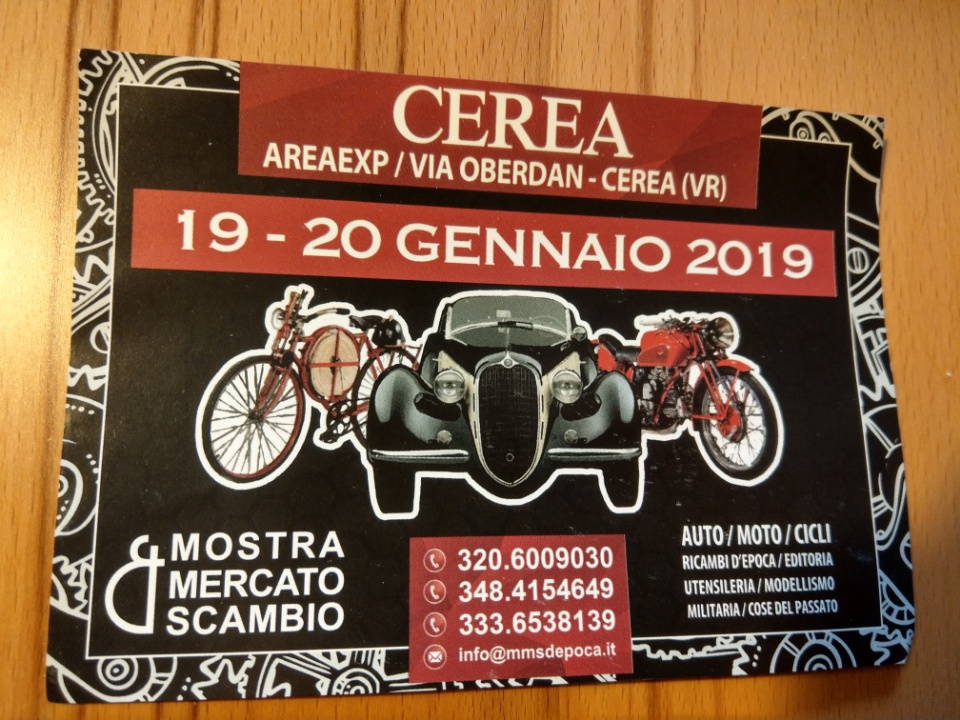 CEREA
AREAEXP / VIA OBERDAN - CEREA (VR)
19 - 20 GENNAIO 2019
& MOSTRA
MERCATO
SCAMBIO
320.6009030
348.4154649
333.6538139
info@mmsdepoca.it
AUTO / MOTO / CICLI
RICAMBI D'EPOCA / EDITORIA
UTENSILERIA / MODELLISMO
MILITARIA / COSE DEL PASSATO